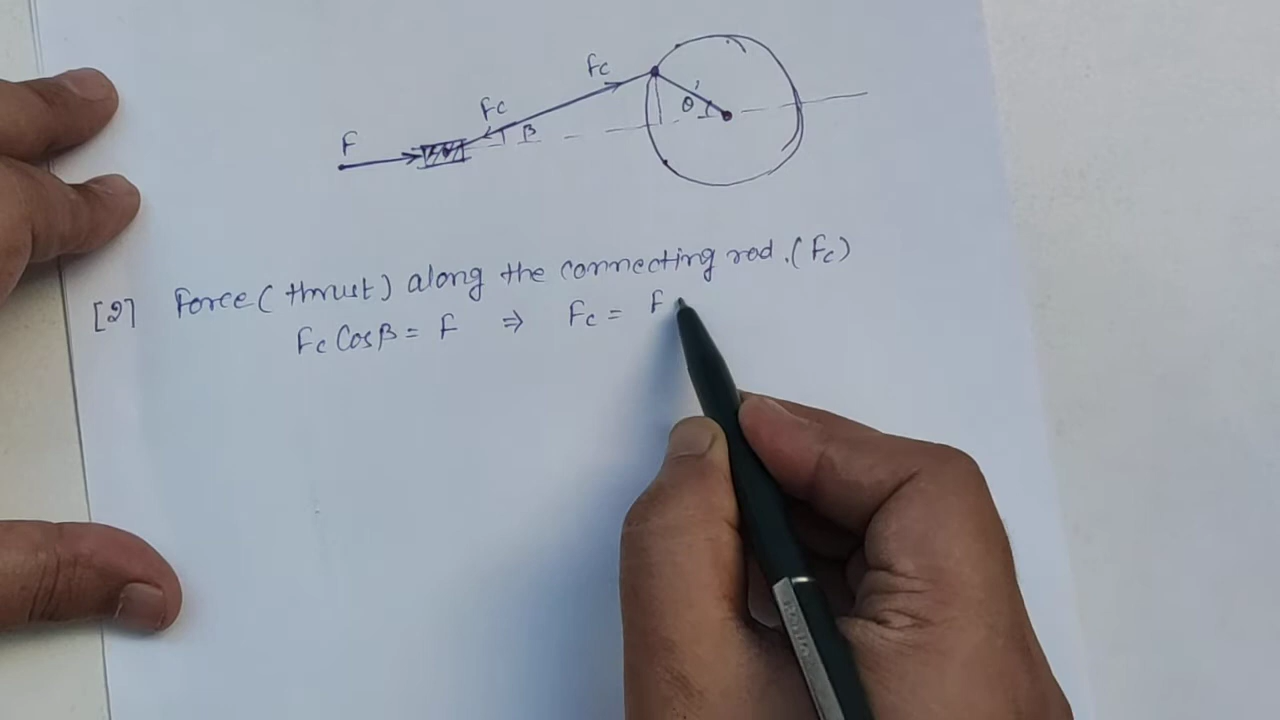 Fc
Fc
F
β
θ
[2] Force (thrust) along the connecting rod. (Fc)
Fc Cosβ = F ⇒ Fc = F